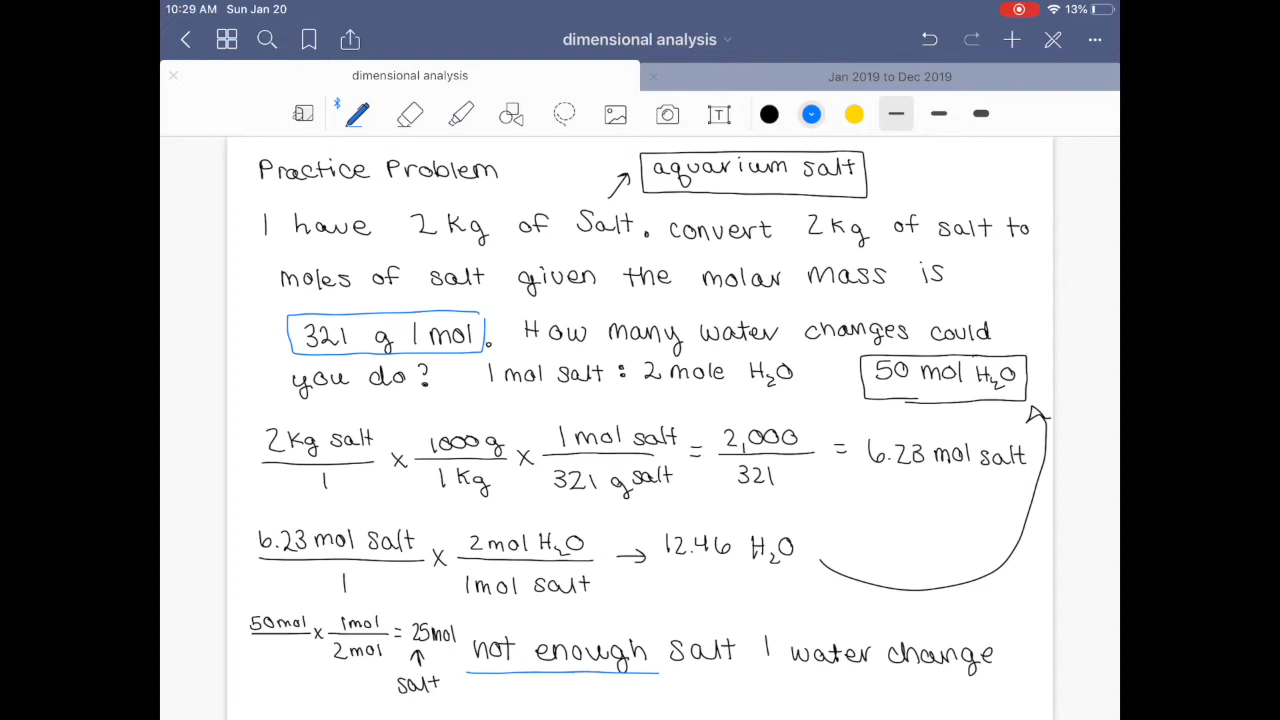 10:29 AM Sun Jan 20 13%
dimensional analysis
dimensional analysis Jan 2019 to Dec 2019
T
Practice Problem aquarium salt
I have 2 kg of Salt. convert 2 kg of salt to
moles of salt given the molar mass is
321 g 1 mol. How many water changes could
you do? 1 mol salt : 2 mole H₂O 50 mol H₂O
2 kg salt / 1 x 1000 g / 1 kg x 1 mol salt / 321 g salt = 2,000 / 321 = 6.23 mol salt
6.23 mol salt / 1 x 2 mol H₂O / 1 mol salt → 12.46 H₂O
50 mol x 1 mol / 2 mol = 25 mol not enough salt 1 water change
salt